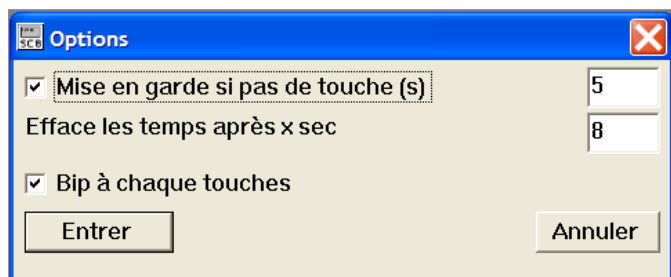 SCB Options
Mise en garde si pas de touche (s) 5
Efface les temps après x sec 8
Bip à chaque touches
Entrer Annuler